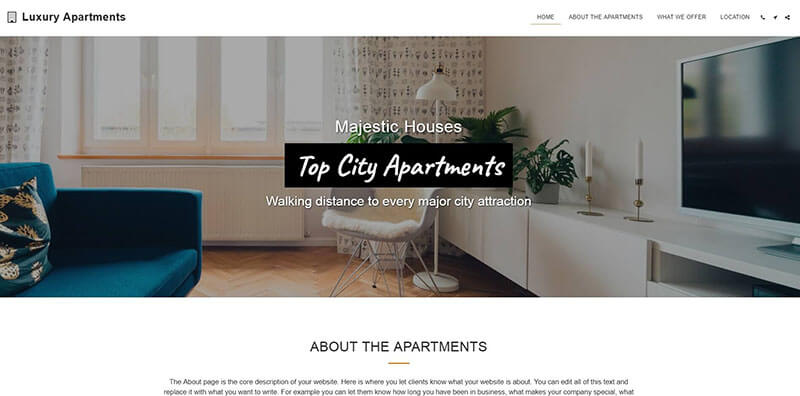 Luxury Apartments
HOME ABOUT THE APARTMENTS WHAT WE OFFER LOCATION
Majestic Houses
Top City Apartments
Walking distance to every major city attraction
ABOUT THE APARTMENTS
The About page is the core description of your website. Here is where you let clients know what your website is about. You can edit all of this text and
replace it with what you want to write. For example you can let them know how long you have been in business, what makes your company special, what